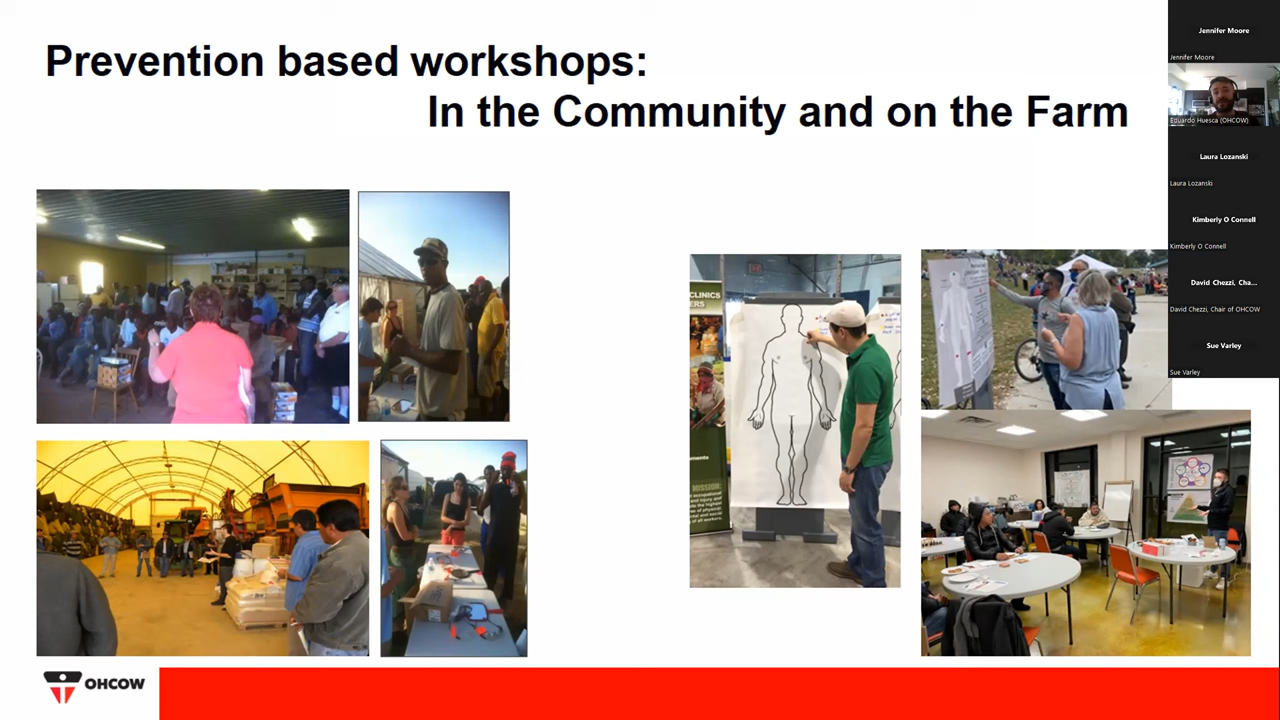 Prevention based workshops:
In the Community and on the Farm
Jennifer Moore
Jennifer Moore
Eduardo Huesca (OHCOW)
Laura Lozanski
Laura Lozanski
Kimberly O Connell
Kimberly O Connell
David Chezzi, Cha...
David Chezzi, Chair of OHCOW
Sue Varley
Sue Varley
CLINICS
MISSION:
OHCOW